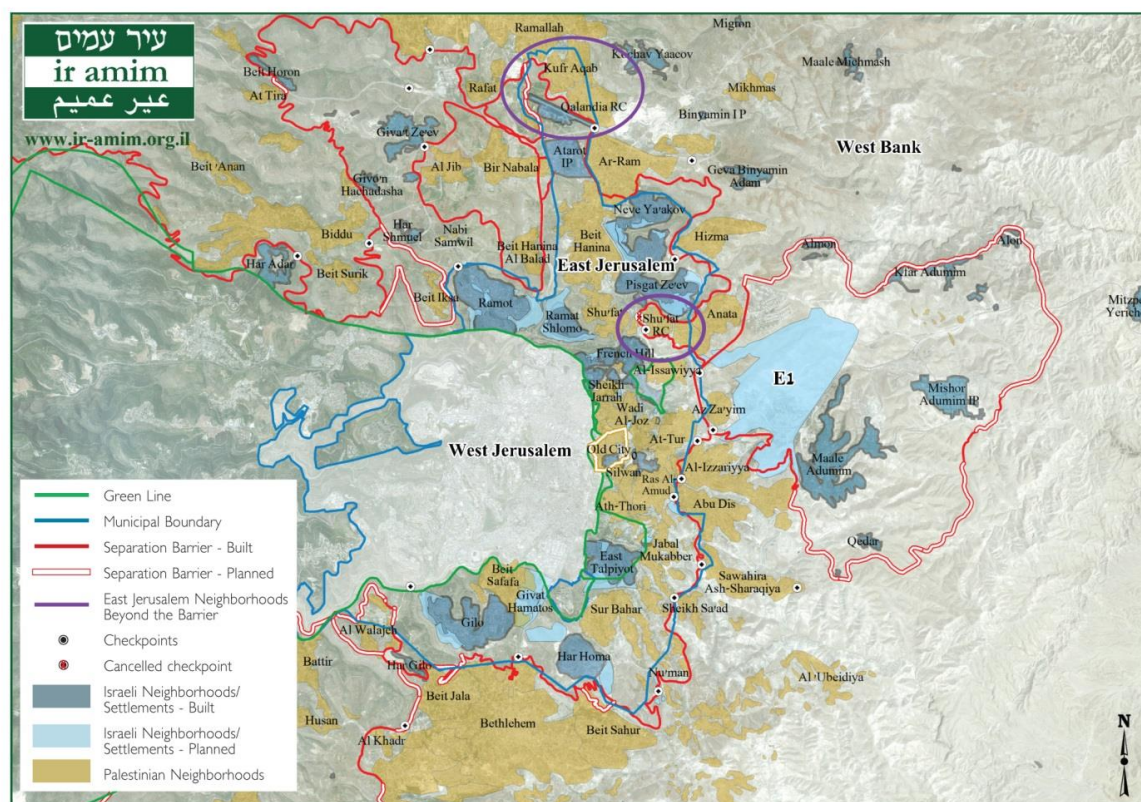 עיר עמים
ir amim
عير عميم
www.ir-amim.org.il
Ramallah
Migron
Beit Horon
At Tira
Kufr Aqab
Kochav Yaacov
Maale Michmash
Rafat
Mikhmas
Qalandia RC
Binyamin I P
Giva't Ze'ev
Atarot
IP
Ar-Ram
West Bank
Beit 'Anan
Al Jib
Bir Nabala
Geva Binyamin
Adam
Givo'n
Hachadasha
Neve Ya'akov
Har
Shmuel
Nabi
Samwil
Biddu
Beit Hanina
Al Balad
Beit
Hanina
Hizma
Almon
Alon
East Jerusalem
Kfar Adumim
Har Adar
Beit Surik
Pisgat Ze'ev
Beit Iksa
Ramot
Ramat
Shlomo
Shu'fat
Shu'fat
RC
Anata
Mitzpe
Yericho
French Hill
Al-Issawiyya
E1
Sheikh
Jarrah
Mishor
Adumim IP
Wadi
Al-Joz
Az Za'yim
West Jerusalem
Old City
At-Tur
Maale
Adumim
Silwan
Al-Izzariyya
Ras Al-
Amud
Ath-Thori
Abu Dis
Qedar
East
Talpiyot
Jabal
Mukabber
Beit
Safafa
Sawahira
Ash-Sharaqiya
Givat
Hamatos
Sur Bahar
Sheikh Sa'ad
Al Walajeh
Gilo
Har Homa
Battir
Har Gilo
Nu'man
Al 'Ubeidiya
Beit Jala
Husan
Bethlehem
Beit Sahur
Al Khadr
Green Line
Municipal Boundary
Separation Barrier - Built
Separation Barrier - Planned
East Jerusalem Neighborhoods
Beyond the Barrier
Checkpoints
Cancelled checkpoint
Israeli Neighborhoods/
Settlements - Built
Israeli Neighborhoods/
Settlements - Planned
Palestinian Neighborhoods
N